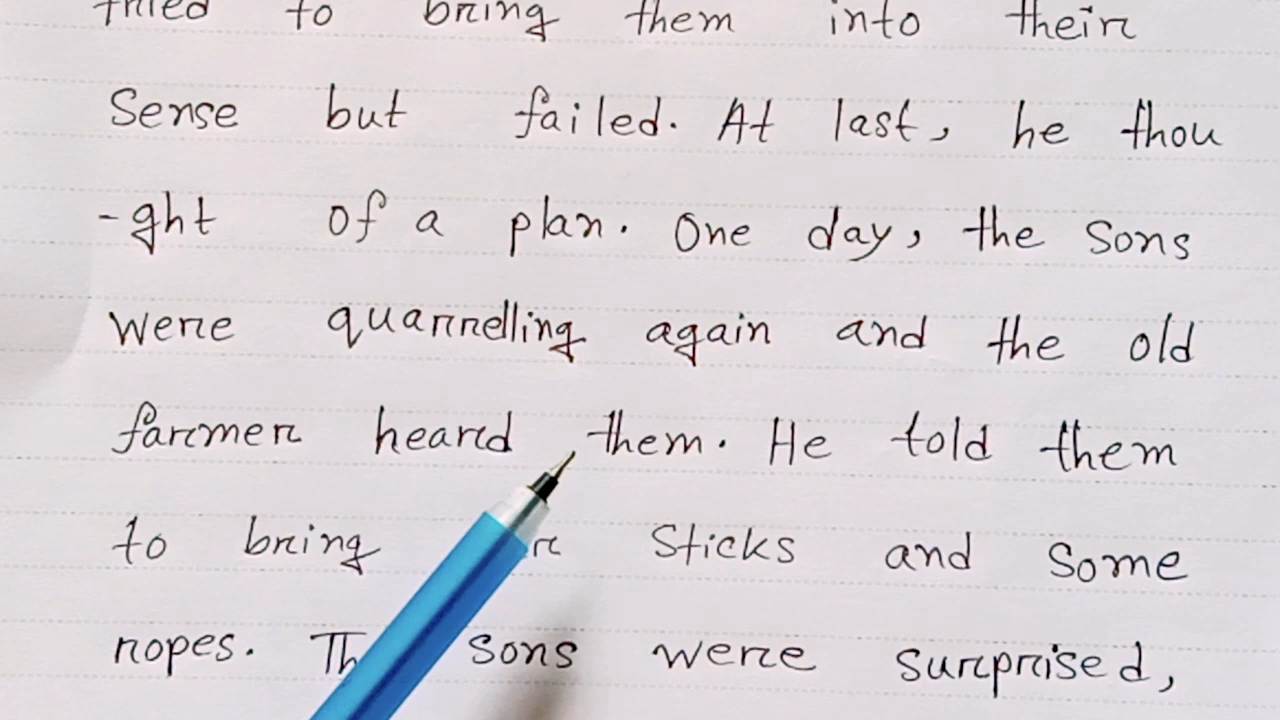 tried to bring them into their
Sense but failed. At last, he thou
-ght of a plan. One day, the sons
were quarrelling again and the old
farmer heard them. He told them
to bring sticks and some
ropes. sons were surprised,